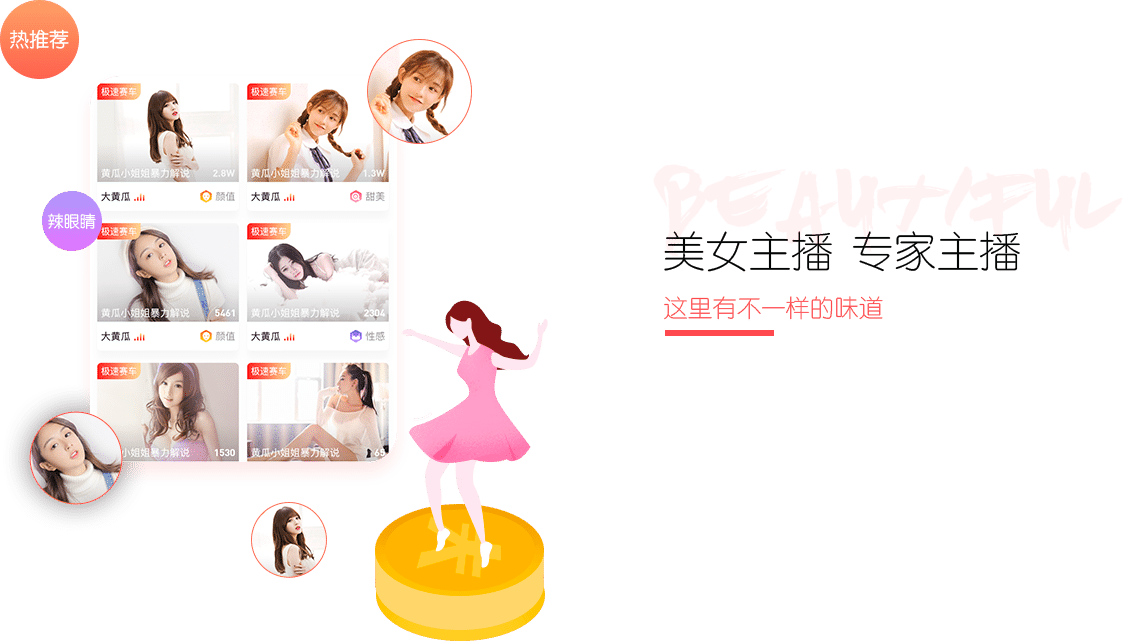 热推荐
极速赛车
极速赛车
黄瓜小姐姐暴力解说 2.8W
1.3W
黄瓜小姐姐暴力解说
大黄瓜 颜值
大黄瓜 甜美
辣眼睛
极速赛车
极速赛车
黄瓜小姐姐暴力解说 5461
黄瓜小姐姐暴力解说 2304
大黄瓜 颜值
大黄瓜 性感
极速赛车
极速赛车
小姐姐暴力解说 1530
黄瓜小姐姐暴力解说 65
BEAUTIFUL
美女主播 专家主播
这里有不一样的味道